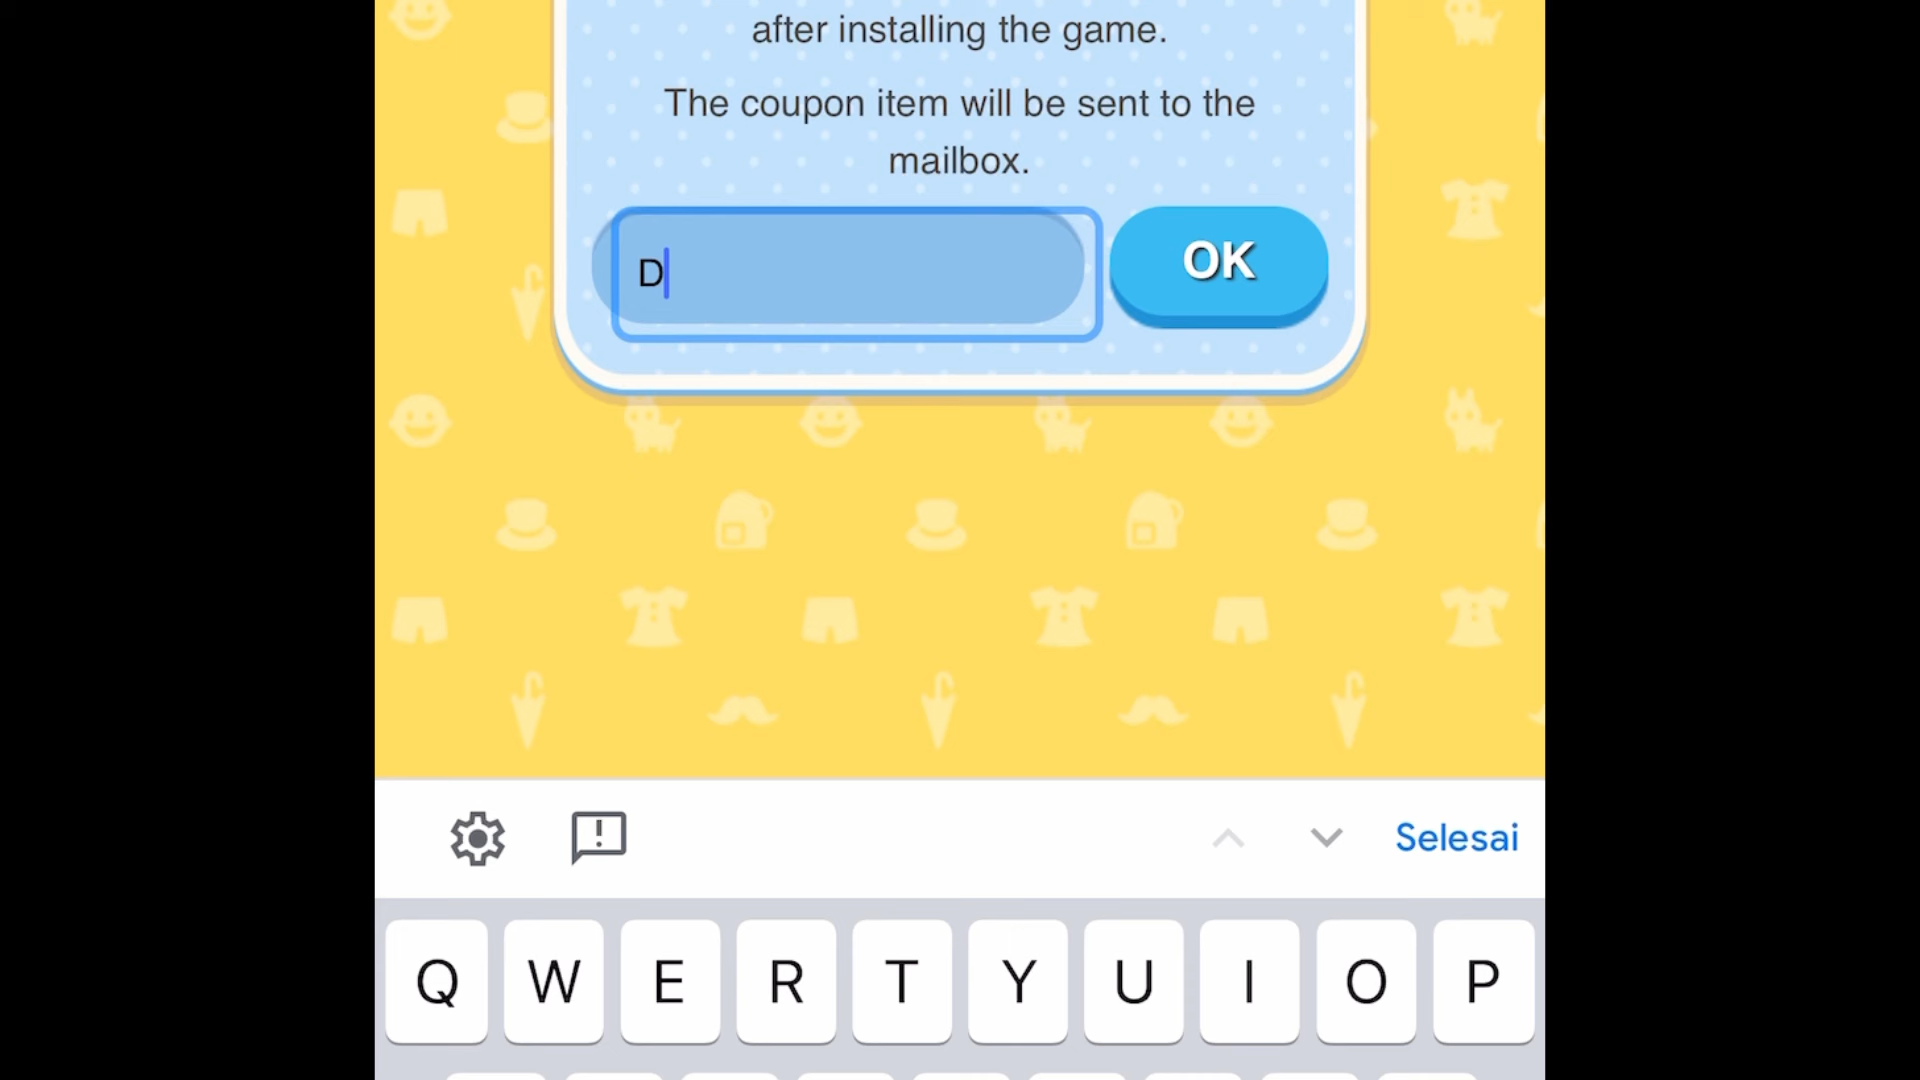 after installing the game.
The coupon item will be sent to the
mailbox.
D
OK
Selesai
Q W E R T Y U I O P